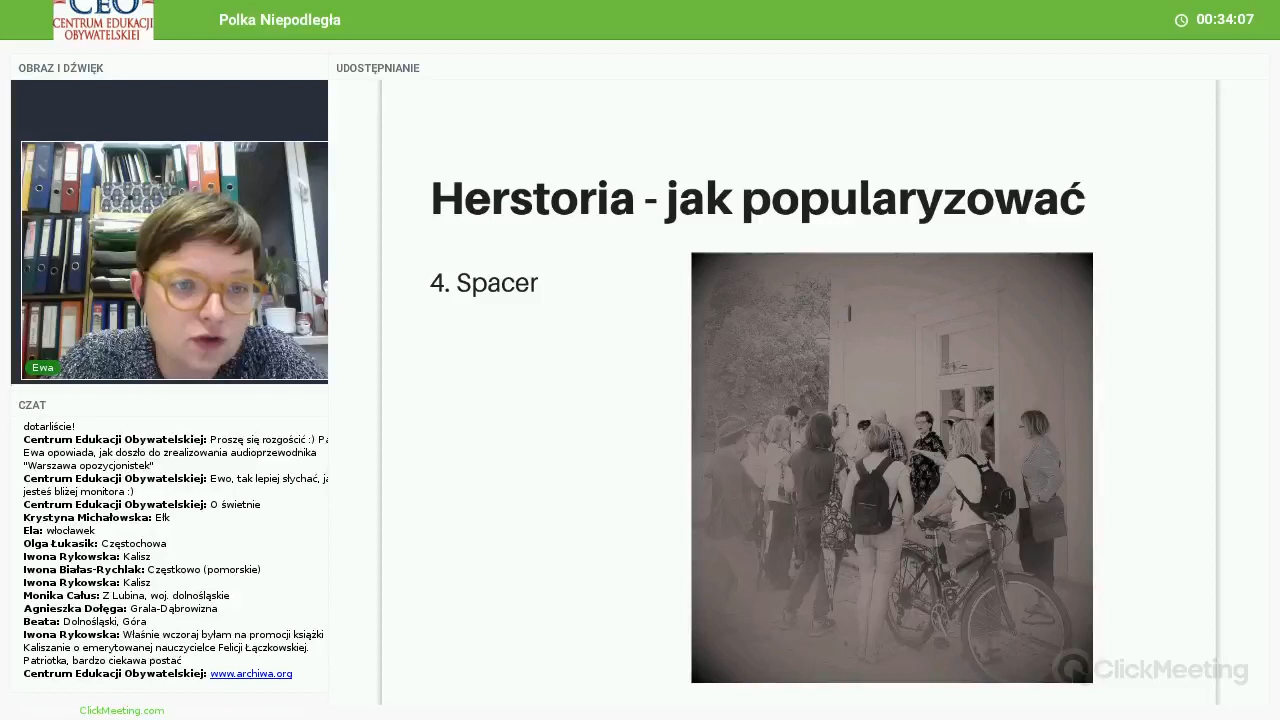 CEO
CENTRUM EDUKACJI
OBYWATELSKIEJ
Polka Niepodległa
00:34:07
OBRAZ I DŹWIĘK
UDOSTĘPNIANIE
Ewa
Herstoria - jak popularyzować
4. Spacer
CZAT
dotarliście!
Centrum Edukacji Obywatelskiej: Proszę się rozgościć :)
Ewa opowiada, jak doszło do zrealizowania audioprzewodnika
"Warszawa opozycjonistek"
Centrum Edukacji Obywatelskiej: Ewo, tak lepiej słychać,
jesteś bliżej monitora :)
Centrum Edukacji Obywatelskiej: O świetnie
Krystyna Michałowska: Ełk
Ela: włocławek
Olga Łukasik: Częstochowa
Iwona Rykowska: Kalisz
Iwona Białas-Rychlak: Częstkowo (pomorskie)
Iwona Rykowska: Kalisz
Monika Całus: Z Lubina, woj. dolnośląskie
Agnieszka Dołęga: Grala-Dąbrowizna
Beata: Dolnośląski, Góra
Iwona Rykowska: Właśnie wczoraj byłam na promocji książki
Kaliszanie o emerytowanej nauczycielce Felicji Łączkowskiej.
Patriotka, bardzo ciekawa postać
Centrum Edukacji Obywatelskiej: www.archiwa.org
ClickMeeting
ClickMeeting.com